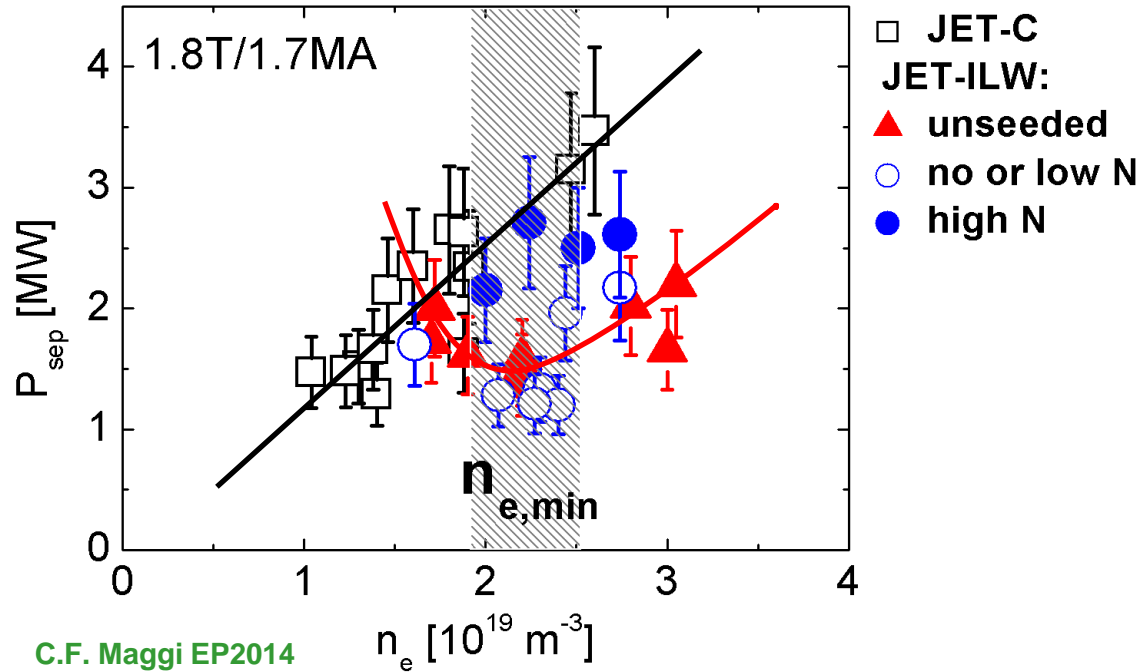 1.8T/1.7MA
P_sep [MW]
4
3
2
1
0
n_e,min
0 1 2 3 4
n_e [10^19 m^-3]
C.F. Maggi EP2014
JET-C
JET-ILW:
unseeded
no or low N
high N